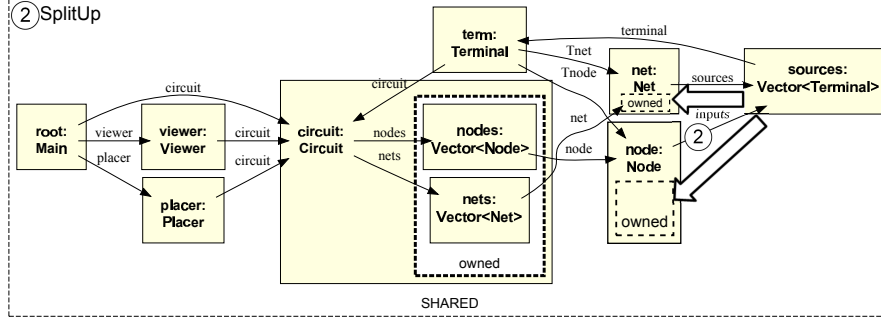 2 SplitUp
term:
Terminal
terminal
Tnet
Tnode
circuit
circuit
net:
Net
owned
sources
sources:
Vector<Terminal>
root:
Main
viewer
placer
viewer:
Viewer
circuit
circuit
placer:
Placer
circuit:
Circuit
nodes
nets
nodes:
Vector<Node>
nets:
Vector<Net>
owned
net
node
inputs
2
node:
Node
owned
SHARED